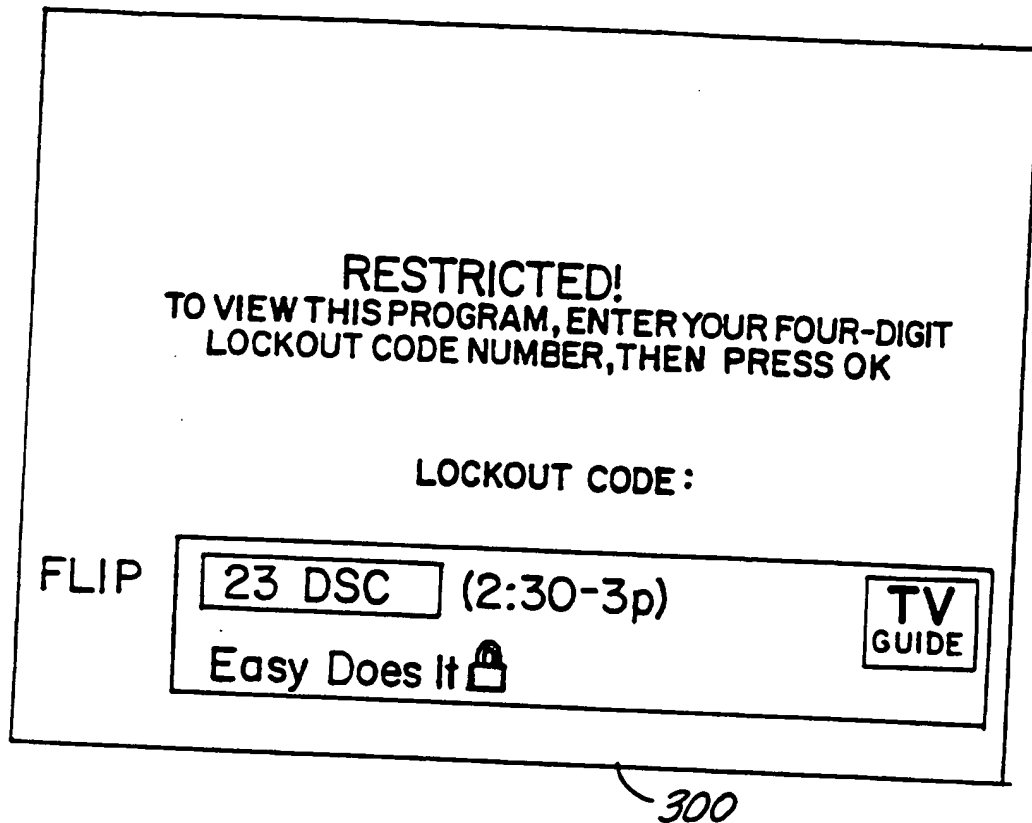 RESTRICTED!
TO VIEW THIS PROGRAM, ENTER YOUR FOUR-DIGIT
LOCKOUT CODE NUMBER, THEN PRESS OK
LOCKOUT CODE:
FLIP
23 DSC (2:30-3p)
TV
GUIDE
Easy Does It
300